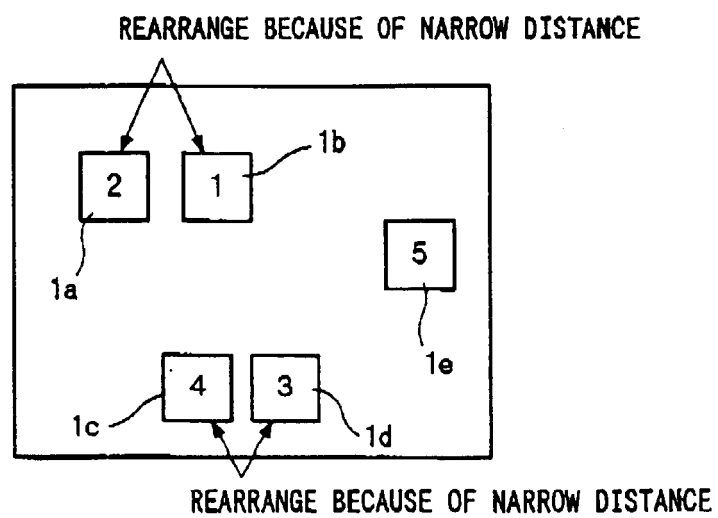 REARRANGE BECAUSE OF NARROW DISTANCE
1b
2 1
5
1a
1e
4 3
1c
1d
REARRANGE BECAUSE OF NARROW DISTANCE